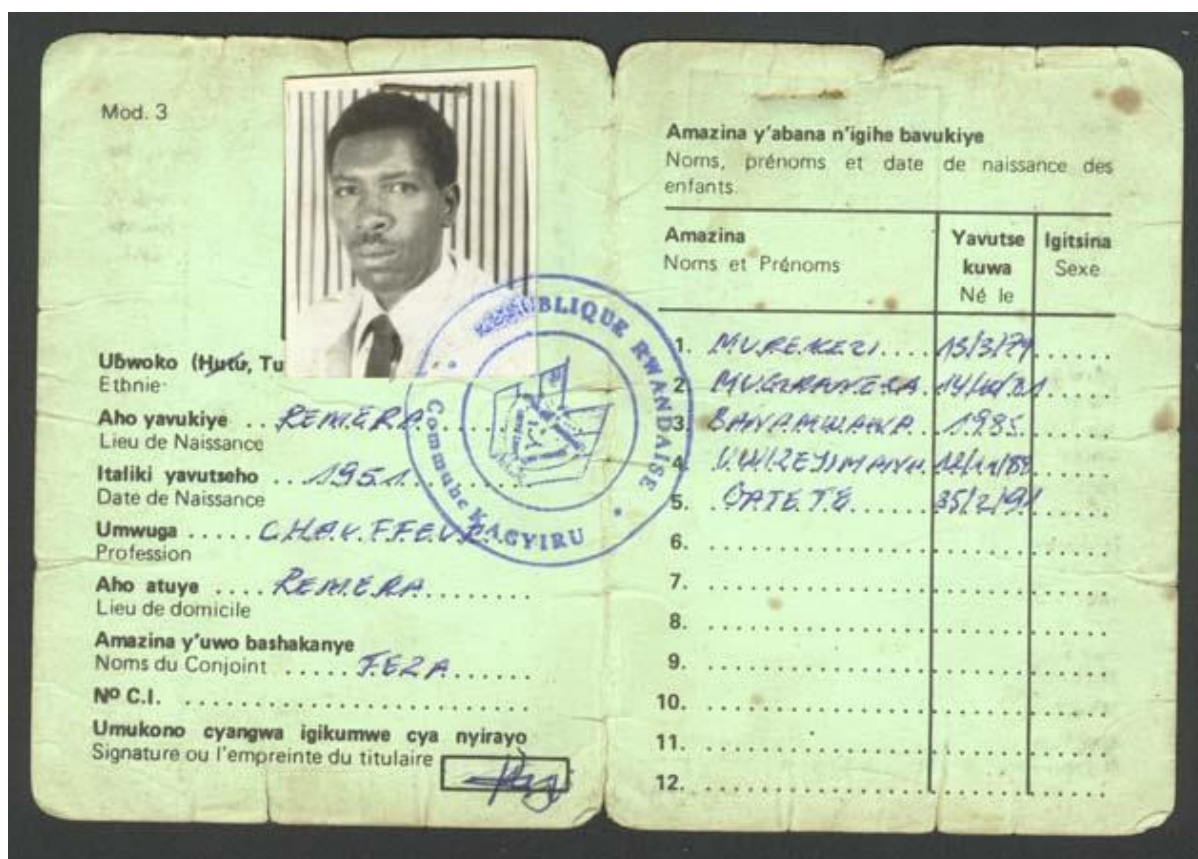 Mod. 3
Ubwoko (Hutu, Tu
Ethnie
Aho yavukiye .. REMERA
Lieu de Naissance
Italiki yavutseho .. 1951
Date de Naissance
Umwuga ..... CHAUFFEUR
Profession
Aho atuye .... REMERA
Lieu de domicile
Amazina y'uwo bashakanye
Noms du Conjoint ..... FEZA
Nº C.I.
Umukono cyangwa igikumwe cya nyirayo
Signature ou l'empreinte du titulaire
REPUBLIQUE RWANDAISE
Commune KACYIRU
Amazina y'abana n'igihe bavukiye
Noms, prénoms et date de naissance des
enfants.
Amazina
Noms et Prénoms
Yavutse
kuwa
Né le
Igitsina
Sexe
1. MUREKEZI
2.
3. 1985
4.
5.
6.
7.
8.
9.
10.
11.
12.